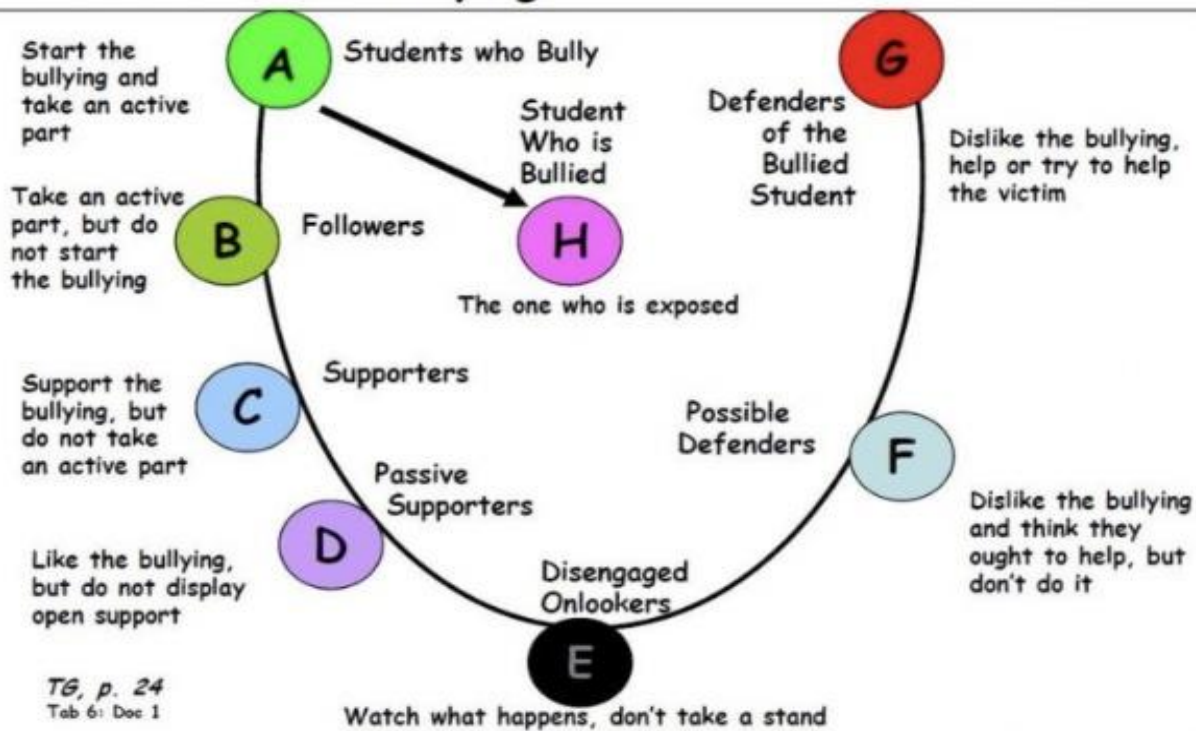 Start the
bullying and
take an active
part
A
Students who Bully
Student
Who is
Bullied
H
The one who is exposed
Take an active
part, but do
not start
the bullying
B
Followers
Support the
bullying, but
do not take
an active part
C
Supporters
Like the bullying,
but do not display
open support
D
Passive
Supporters
Disengaged
Onlookers
E
Watch what happens, don't take a stand
Possible
Defenders
F
Dislike the bullying
and think they
ought to help, but
don't do it
G
Defenders
of the
Bullied
Student
Dislike the bullying,
help or try to help
the victim
TG, p. 24
Tab 6: Doc 1